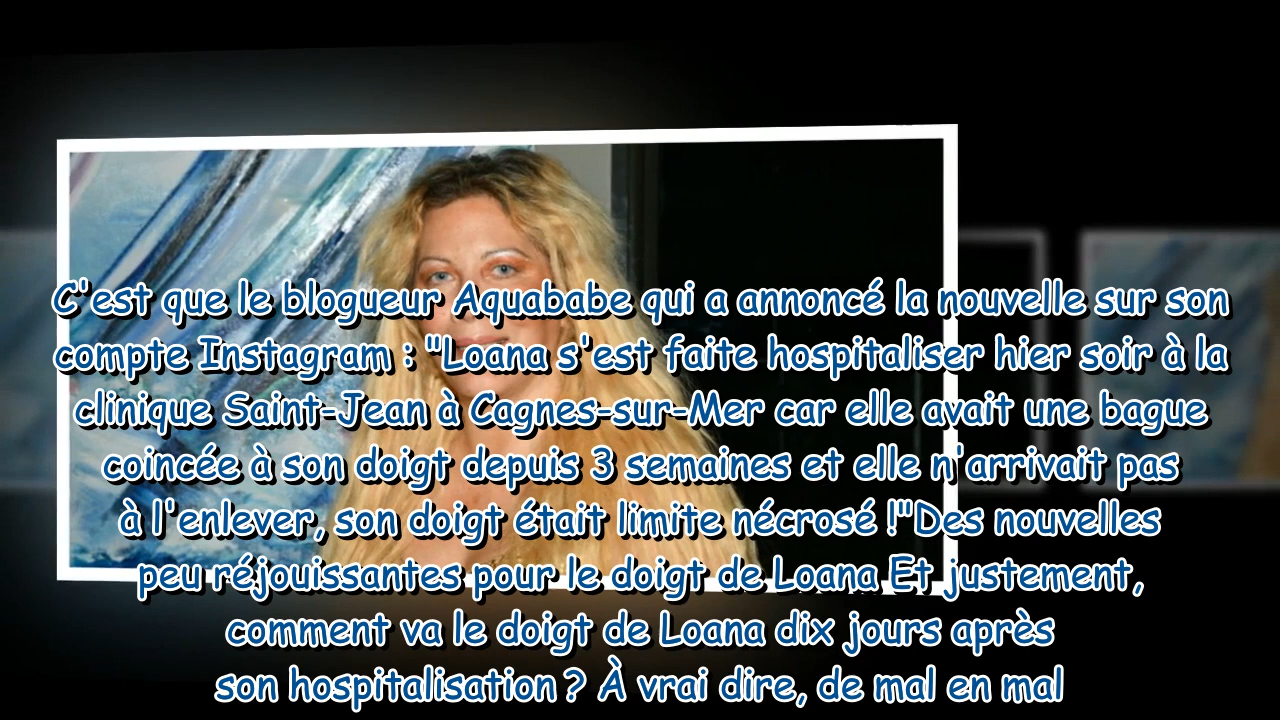 C'est que le blogueur Aquababe qui a annoncé la nouvelle sur son
compte Instagram : "Loana s'est faite hospitaliser hier soir à la
clinique Saint-Jean à Cagnes-sur-Mer car elle avait une bague
coincée à son doigt depuis 3 semaines et elle n'arrivait pas
à l'enlever, son doigt était limite nécrosé !"Des nouvelles
peu réjouissantes pour le doigt de Loana Et justement,
comment va le doigt de Loana dix jours après
son hospitalisation ? À vrai dire, de mal en mal